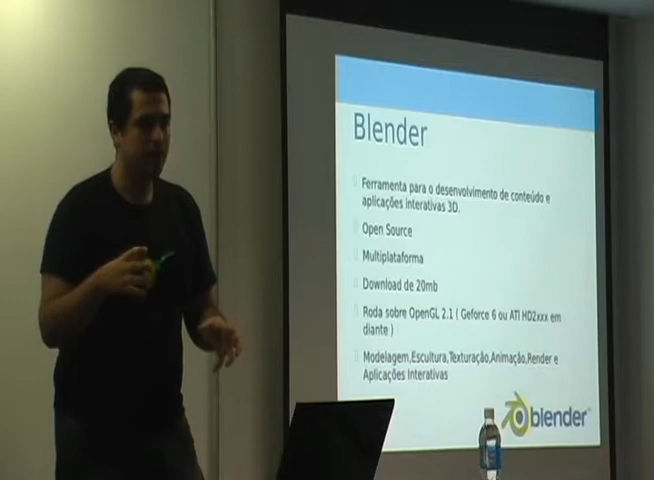 Blender
Ferramenta para o desenvolvimento de conteúdo e
aplicações interativas 3D.
Open Source
Multiplataforma
Download de 20mb
Roda sobre OpenGL 2.1 ( Geforce 6 ou ATI HD2xxx em
diante )
Modelagem,Escultura,Texturação,Animação,Render e
Aplicações Interativas
blender